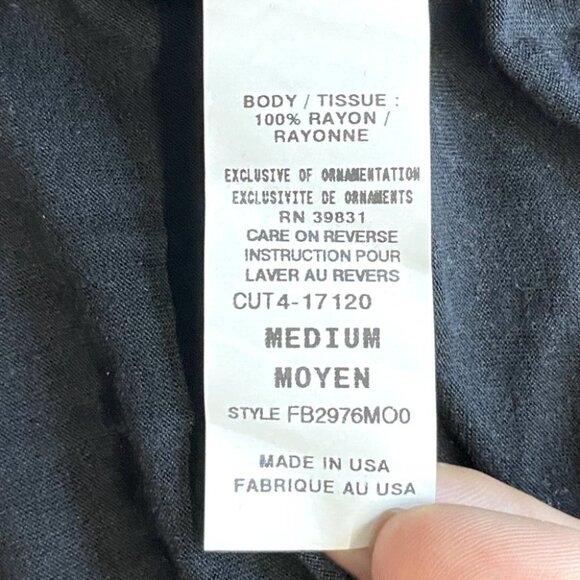 BODY / TISSUE :
100% RAYON /
RAYONNE
EXCLUSIVE OF ORNAMENTATION
EXCLUSIVITE DE ORNAMENTS
RN 39831
CARE ON REVERSE
INSTRUCTION POUR
LAVER AU REVERS
CUT4-17120
MEDIUM
MOYEN
STYLE FB2976MO0
MADE IN USA
FABRIQUE AU USA